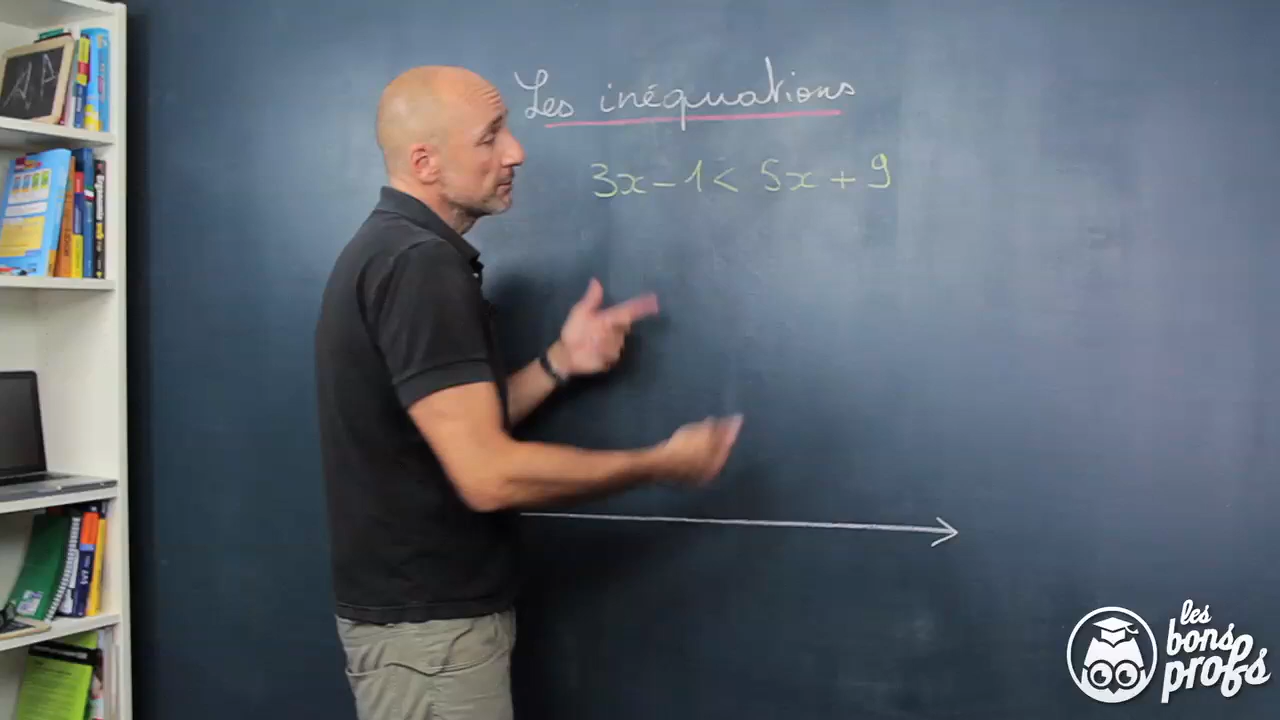 Les inéquations
3x - 1 < 5x + 9
les
bons
profs